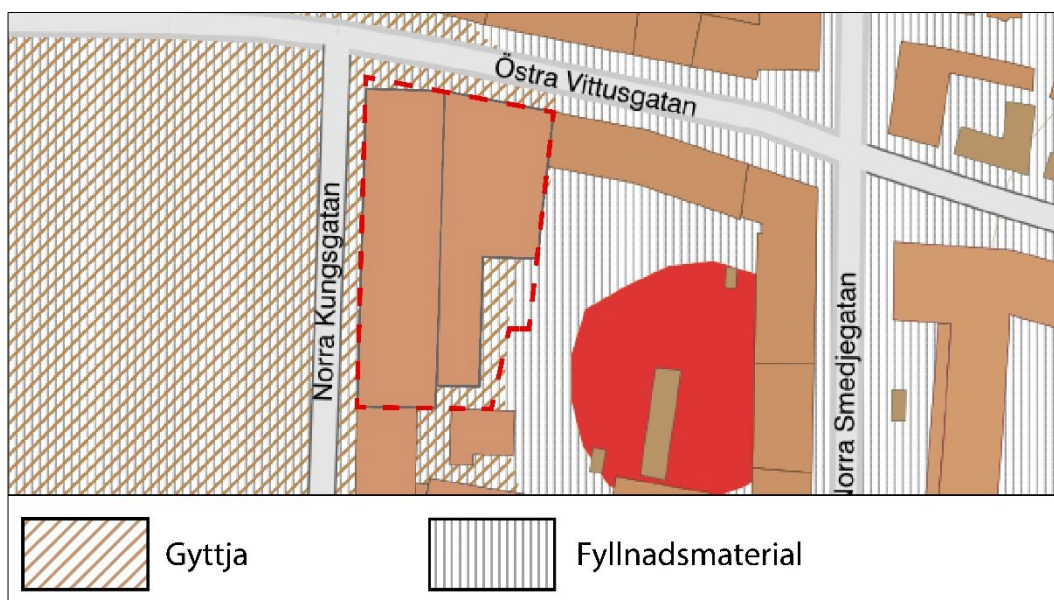 Östra Vittusgatan
Norra Kungsgatan
Norra Smedjegatan
Gyttja
Fyllnadsmaterial